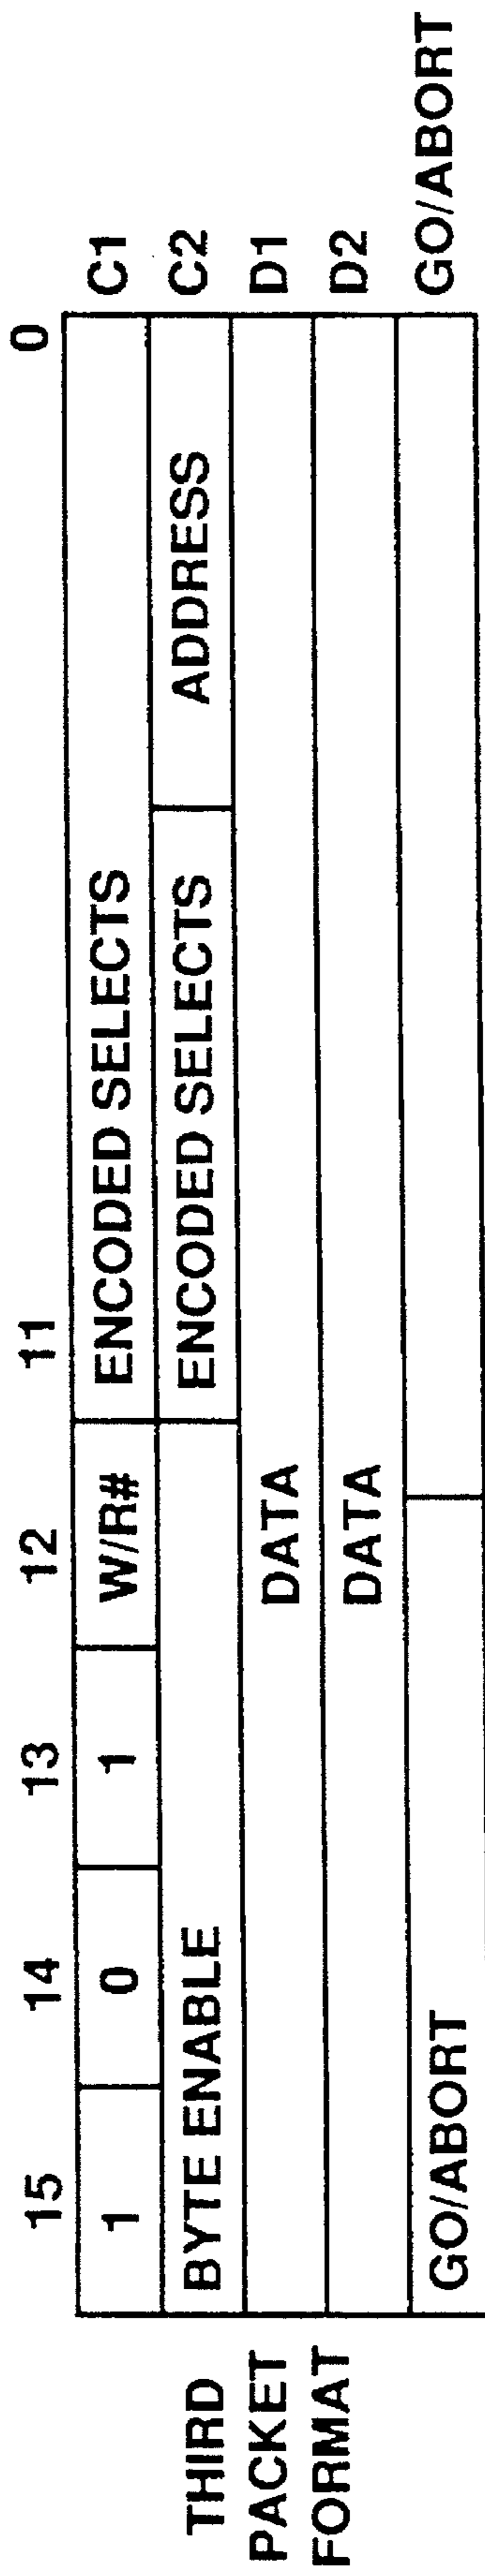 15 14 13 12 11 0
1 0 1 W/R# ENCODED SELECTS C1
THIRD BYTE ENABLE ENCODED SELECTS ADDRESS C2
PACKET DATA D1
FORMAT DATA D2
GO/ABORT GO/ABORT